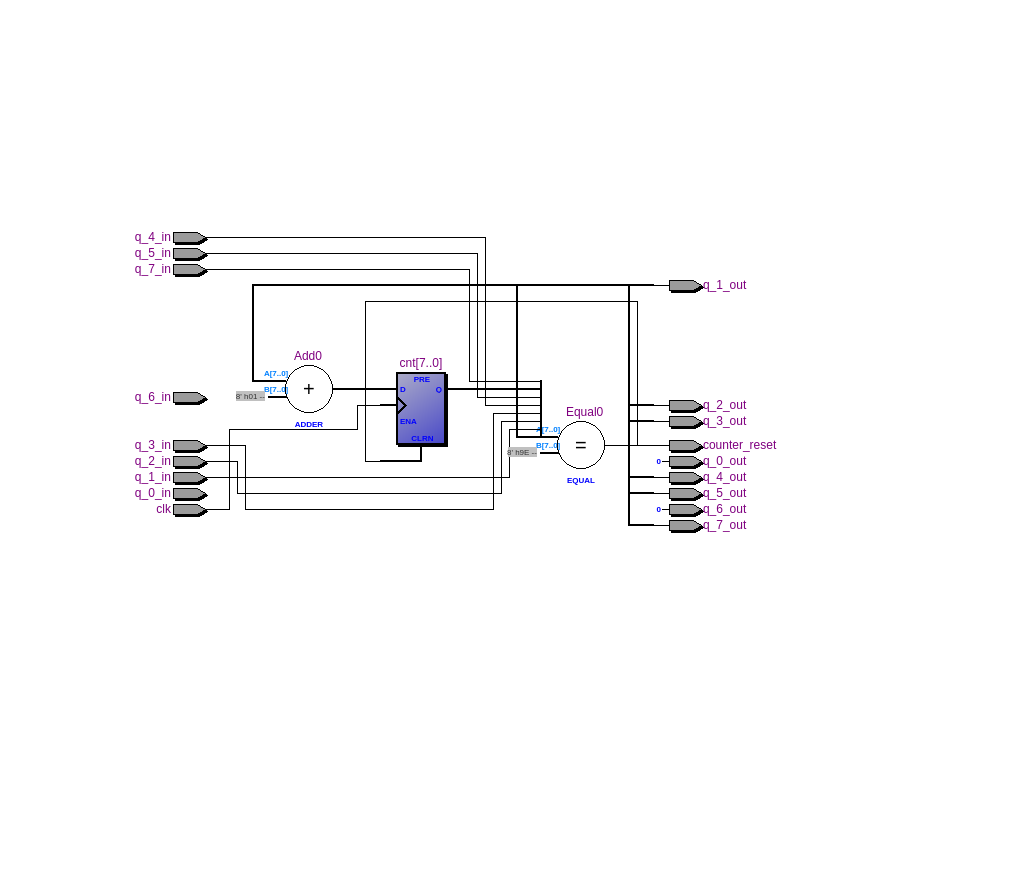 q_4_in
q_5_in
q_7_in
q_1_out
Add0
cnt[7..0]
A[7..0]
PRE
B[7..0]
D
Q
8' h01 --
q_6_in
q_2_out
Equal0
ENA
q_3_out
ADDER
A[7..0]
CLRN
q_3_in
B[7..0]
=
counter_reset
8' h9E --
q_2_in
0
q_0_out
q_1_in
EQUAL
q_4_out
q_0_in
q_5_out
clk
0
q_6_out
q_7_out
+